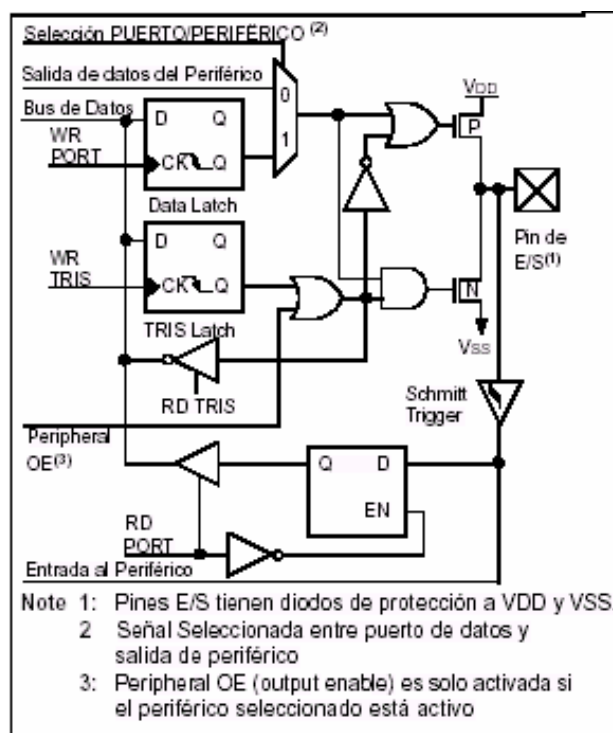 Selección PUERTO/PERIFÉRICO (2)
Salida de datos del Periférico
Bus de Datos
WR
PORT
D Q
CK Q
Data Latch
0
1
VDD
P
Pin de
E/S(1)
WR
TRIS
D Q
CK Q
TRIS Latch
N
VSS
RD TRIS
Schmitt
Trigger
Peripheral
OE(3)
Q D
EN
RD
PORT
Entrada al Periférico
Note 1: Pines E/S tienen diodos de protección a VDD y VSS.
2 Señal Seleccionada entre puerto de datos y
salida de periférico
3: Peripheral OE (output enable) es solo activada si
el periférico seleccionado está activo